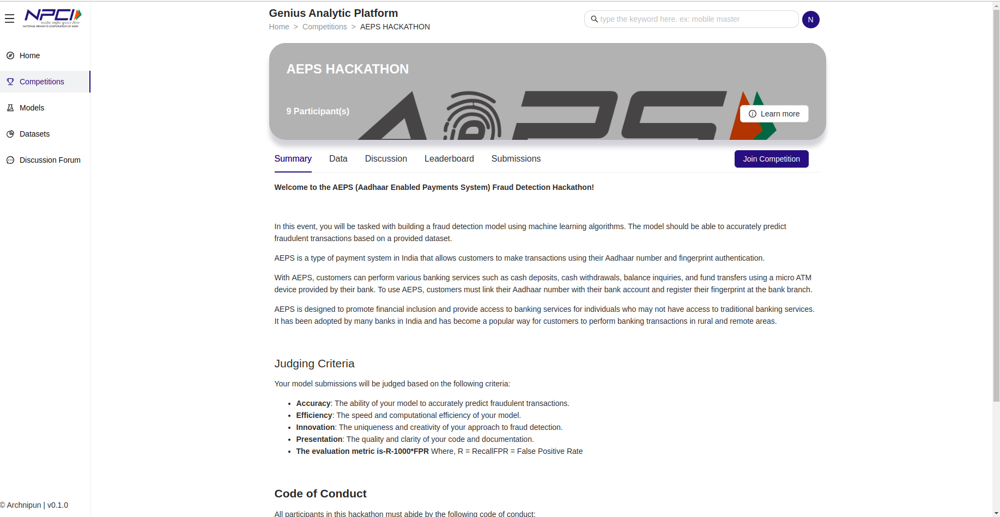 NPCI
भारतीय राष्ट्रीय भुगतान निगम
NATIONAL PAYMENTS CORPORATION OF INDIA
Genius Analytic Platform
Home > Competitions > AEPS HACKATHON
type the keyword here. ex: mobile master
N
Home
Competitions
Models
Datasets
Discussion Forum
AEPS HACKATHON
9 Participant(s)
AePS
Learn more
Summary Data Discussion Leaderboard Submissions
Join Competition
Welcome to the AEPS (Aadhaar Enabled Payments System) Fraud Detection Hackathon!
In this event, you will be tasked with building a fraud detection model using machine learning algorithms. The model should be able to accurately predict
fraudulent transactions based on a provided dataset.
AEPS is a type of payment system in India that allows customers to make transactions using their Aadhaar number and fingerprint authentication.
With AEPS, customers can perform various banking services such as cash deposits, cash withdrawals, balance inquiries, and fund transfers using a micro ATM
device provided by their bank. To use AEPS, customers must link their Aadhaar number with their bank account and register their fingerprint at the bank branch.
AEPS is designed to promote financial inclusion and provide access to banking services for individuals who may not have access to traditional banking services.
It has been adopted by many banks in India and has become a popular way for customers to perform banking transactions in rural and remote areas.
Judging Criteria
Your model submissions will be judged based on the following criteria:
• Accuracy: The ability of your model to accurately predict fraudulent transactions.
• Efficiency: The speed and computational efficiency of your model.
• Innovation: The uniqueness and creativity of your approach to fraud detection.
• Presentation: The quality and clarity of your code and documentation.
• The evaluation metric is-R-1000*FPR Where, R = RecallFPR = False Positive Rate
Code of Conduct
All participants in this hackathon must abide by the following code of conduct:
© Archnipun | v0.1.0